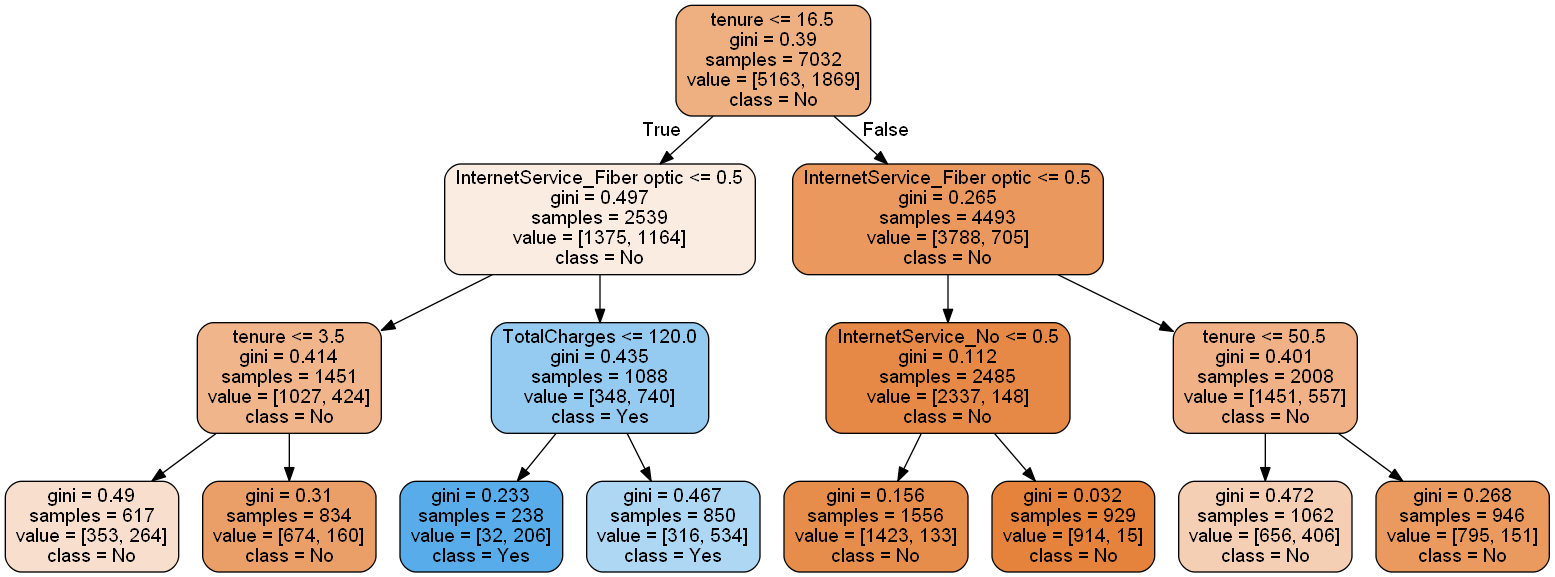 tenure <= 16.5
gini = 0.39
samples = 7032
value = [5163, 1869]
class = No
True
False
InternetService_Fiber optic <= 0.5
gini = 0.497
samples = 2539
value = [1375, 1164]
class = No
InternetService_Fiber optic <= 0.5
gini = 0.265
samples = 4493
value = [3788, 705]
class = No
tenure <= 3.5
gini = 0.414
samples = 1451
value = [1027, 424]
class = No
TotalCharges <= 120.0
gini = 0.435
samples = 1088
value = [348, 740]
class = Yes
InternetService_No <= 0.5
gini = 0.112
samples = 2485
value = [2337, 148]
class = No
tenure <= 50.5
gini = 0.401
samples = 2008
value = [1451, 557]
class = No
gini = 0.49
samples = 617
value = [353, 264]
class = No
gini = 0.31
samples = 834
value = [674, 160]
class = No
gini = 0.233
samples = 238
value = [32, 206]
class = Yes
gini = 0.467
samples = 850
value = [316, 534]
class = Yes
gini = 0.156
samples = 1556
value = [1423, 133]
class = No
gini = 0.032
samples = 929
value = [914, 15]
class = No
gini = 0.472
samples = 1062
value = [656, 406]
class = No
gini = 0.268
samples = 946
value = [795, 151]
class = No